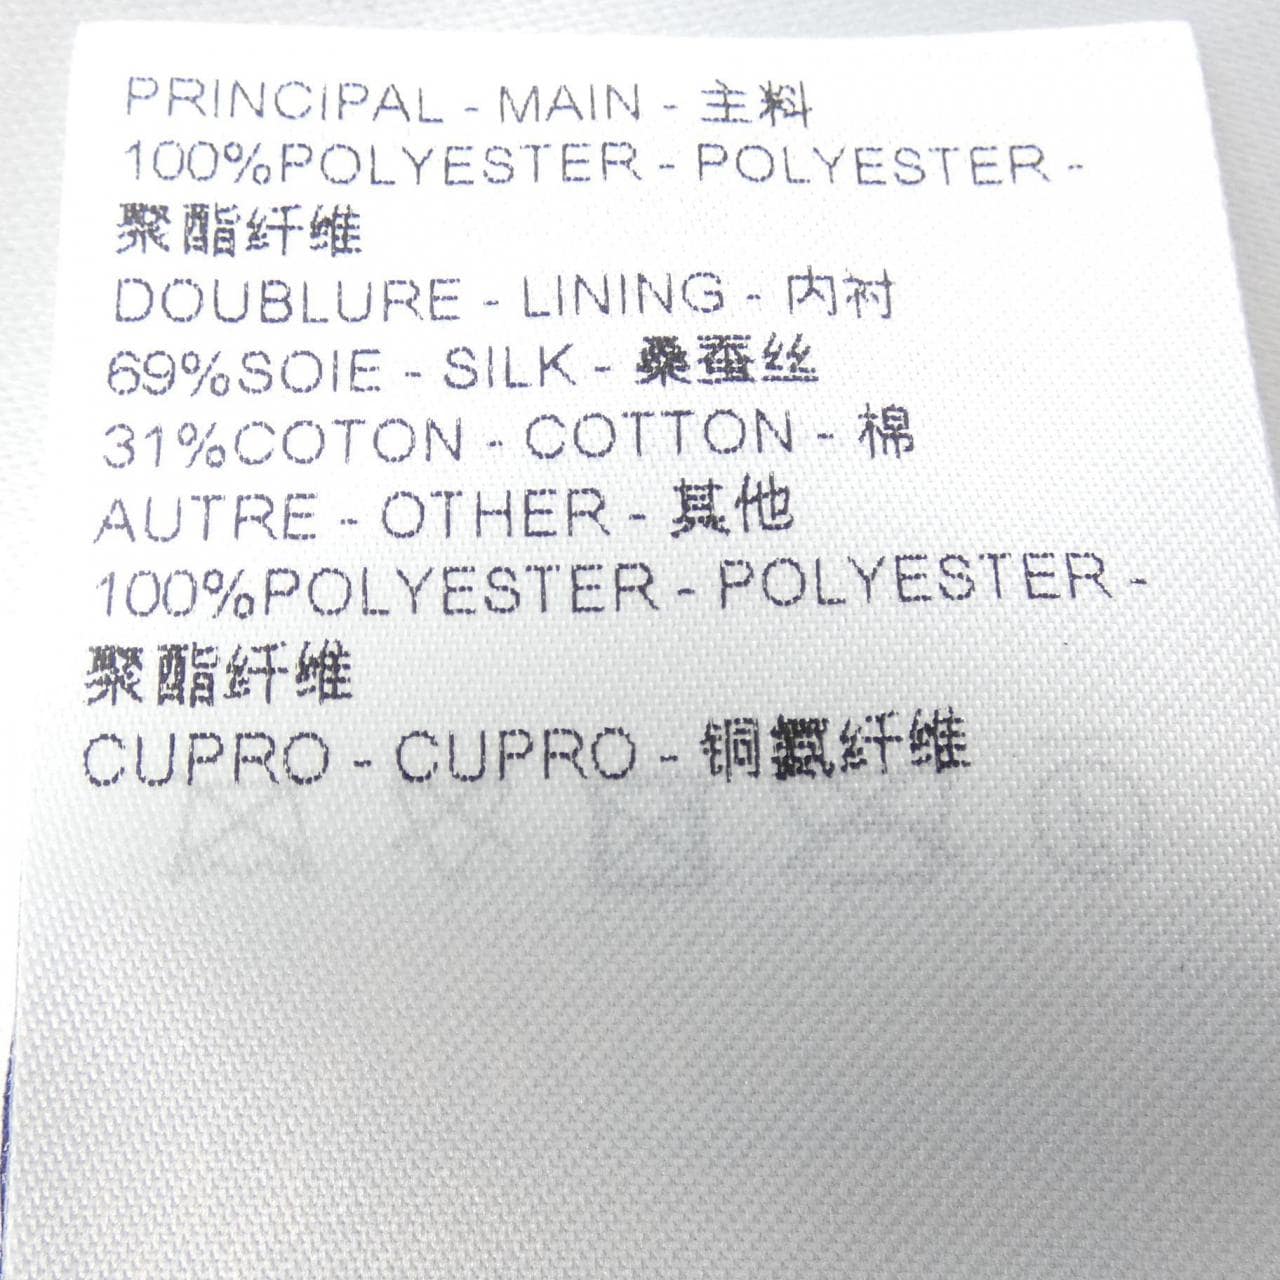 PRINCIPAL - MAIN - 主料
100%POLYESTER - POLYESTER -
聚酯纤维
DOUBLURE - LINING - 内衬
69%SOIE - SILK - 桑蚕丝
31%COTON - COTTON - 棉
AUTRE - OTHER - 其他
100%POLYESTER - POLYESTER -
聚酯纤维
CUPRO - CUPRO - 铜氨纤维